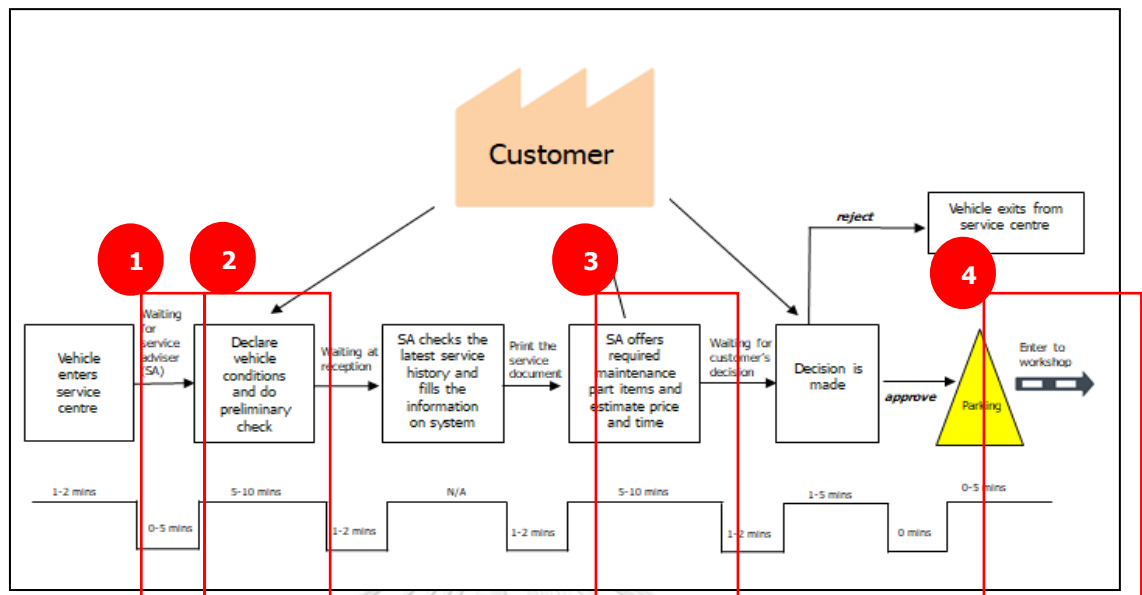 Customer
reject
Vehicle exits from
service centre
1
2
3
4
Waiting
for
service
adviser
(SA)
Vehicle
enters
service
centre
Declare
vehicle
conditions
and do
preliminary
check
Waiting at
reception
SA checks the
latest service
history and
fills the
information
on system
Print the
service
document
SA offers
required
maintenance
part items and
estimate price
and time
Waiting for
customer's
decision
Decision is
made
approve
Parking
Enter to
workshop
1-2 mins
0-5 mins
5-10 mins
1-2 mins
N/A
1-2 mins
5-10 mins
1-2 mins
1-5 mins
0 mins
0-5 mins